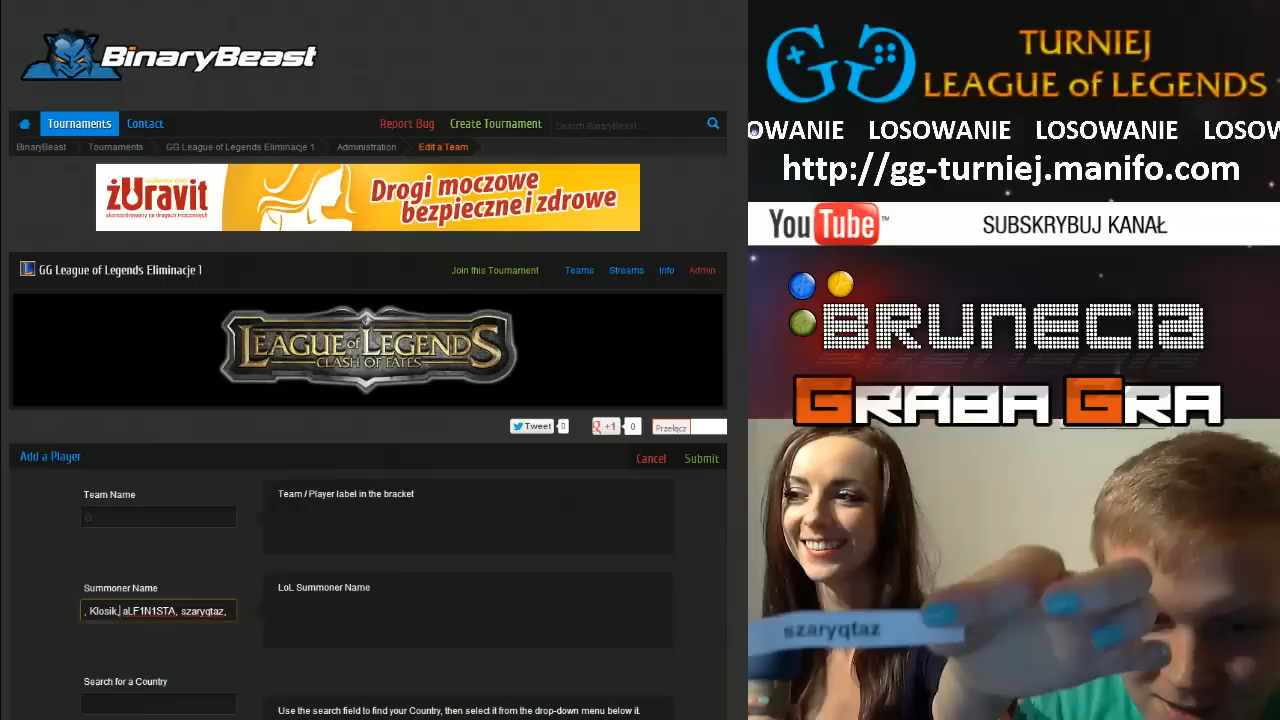 BinaryBeast
Tournaments Contact Report Bug Create Tournament Search BinaryBeast...
BinaryBeast Tournaments GG League of Legends Eliminacje 1 Administration Edit a Team
żuravit
Drogi moczowe
bezpieczne i zdrowe
GG League of Legends Eliminacje 1 Join this Tournament Teams Streams Info Admin
LEAGUE of LEGENDS
CLASH OF FATES
Tweet 0 +1 0 Przełącz
Add a Player Cancel Submit
Team Name Team / Player label in the bracket
G
Summoner Name LoL Summoner Name
, Klosik, aLF1N1STA, szaryqtaz,
Search for a Country
Use the search field to find your Country, then select it from the drop-down menu below it.
GG TURNIEJ
LEAGUE of LEGENDS
OWANIE LOSOWANIE LOSOWANIE LOSOW
http://gg-turniej.manifo.com
YouTube SUBSKRYBUJ KANAŁ
BRUNECIA
GRABA GRA
szaryqtaz